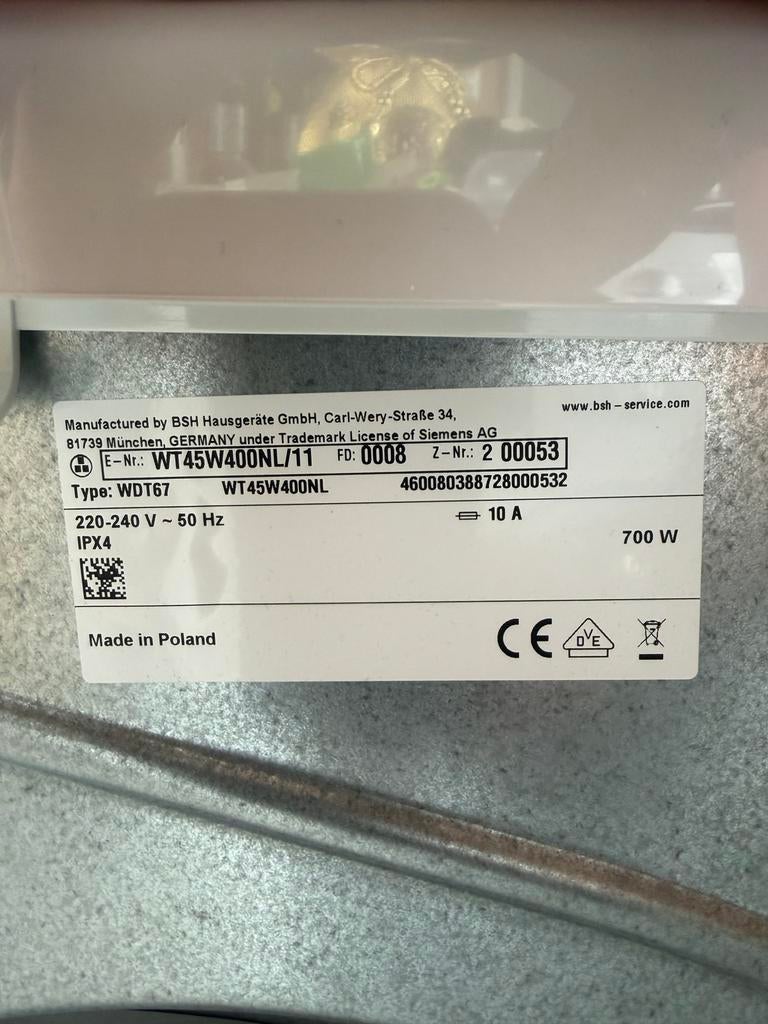 Manufactured by BSH Hausgeräte GmbH, Carl-Wery-Straße 34,
www.bsh–service.com
81739 München, GERMANY under Trademark License of Siemens AG
E–Nr.: WT45W400NL/11 FD: 0008 Z–Nr.: 2 00053
Type: WDT67 WT45W400NL 460080388728000532
220-240 V ~ 50 Hz 10 A
IPX4 700 W
Made in Poland CE DVE